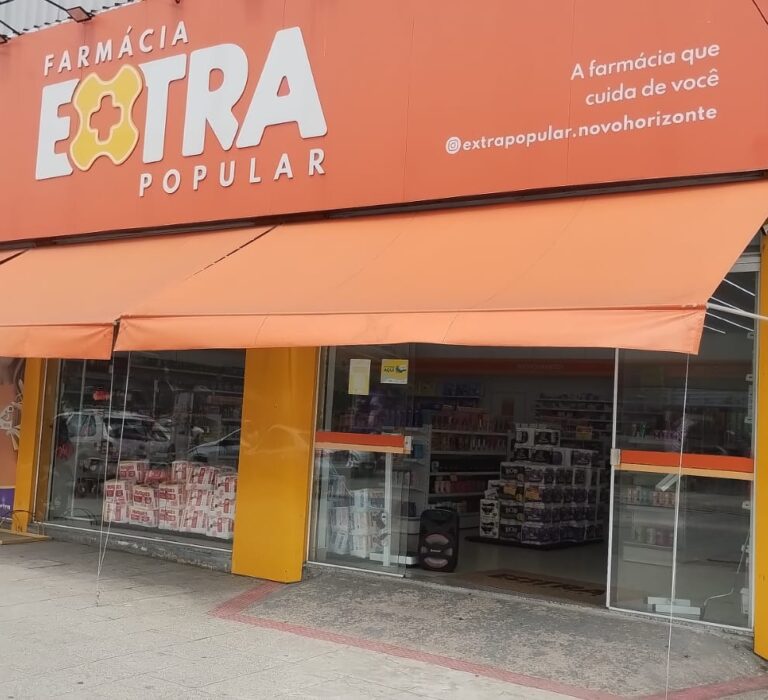 FARMÁCIA
EXTRA
POPULAR
A farmácia que
cuida de você
@extrapopular.novohorizonte